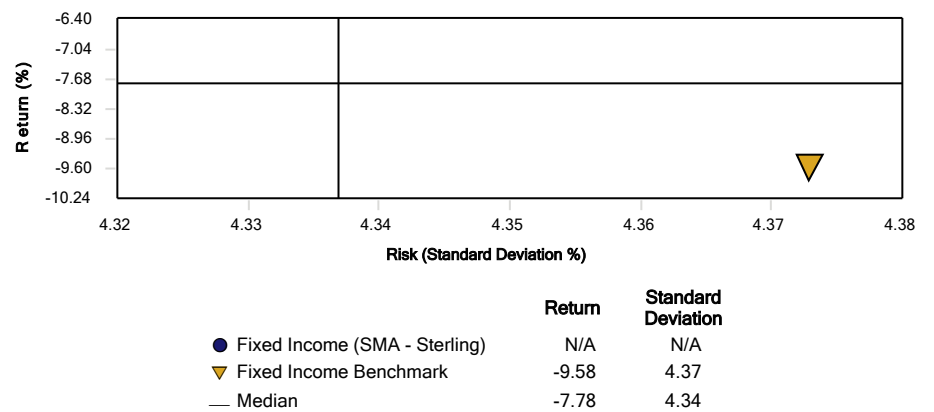 -6.40
-7.04
-7.68
-8.32
-8.96
-9.60
-10.24
Return (%)
4.32 4.33 4.34 4.35 4.36 4.37 4.38
Risk (Standard Deviation %)
Return Standard Deviation
Fixed Income (SMA - Sterling) N/A N/A
Fixed Income Benchmark -9.58 4.37
Median -7.78 4.34